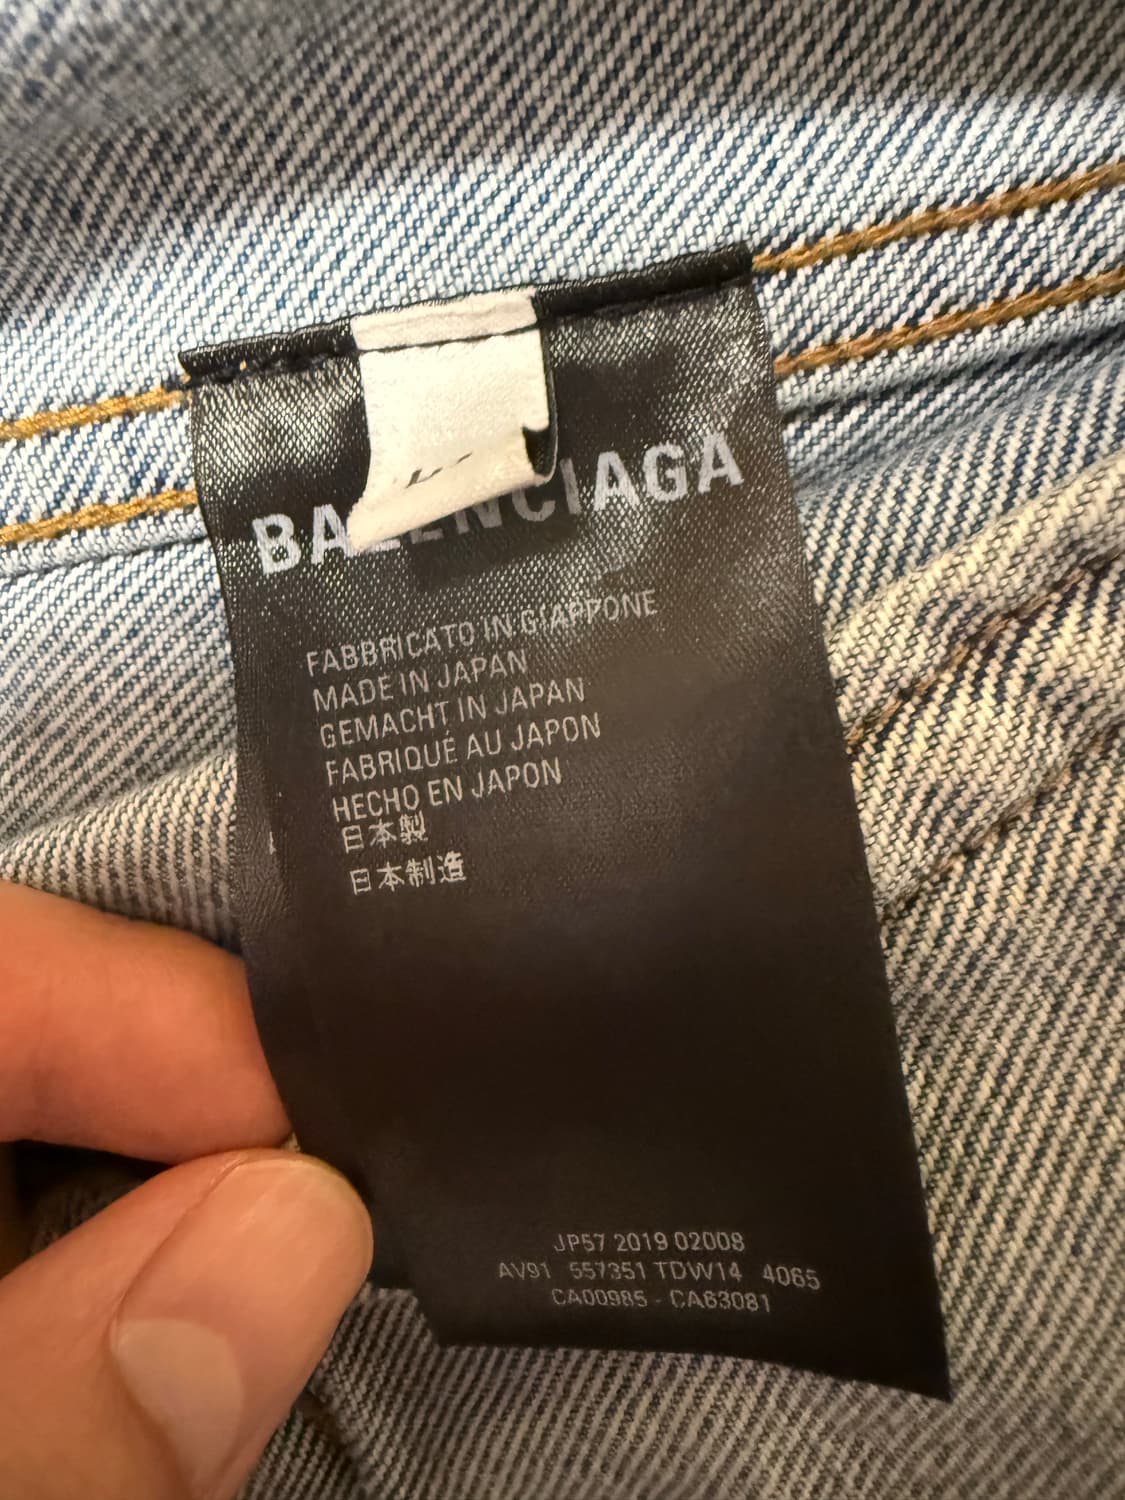 BALENCIAGA
FABBRICATO IN GIAPPONE
MADE IN JAPAN
GEMACHT IN JAPAN
FABRIQUÉ AU JAPON
HECHO EN JAPON
日本製
日本制造
JP57 2019 02008
AV91 557351 TDW14 4065
CA00985 - CA63081